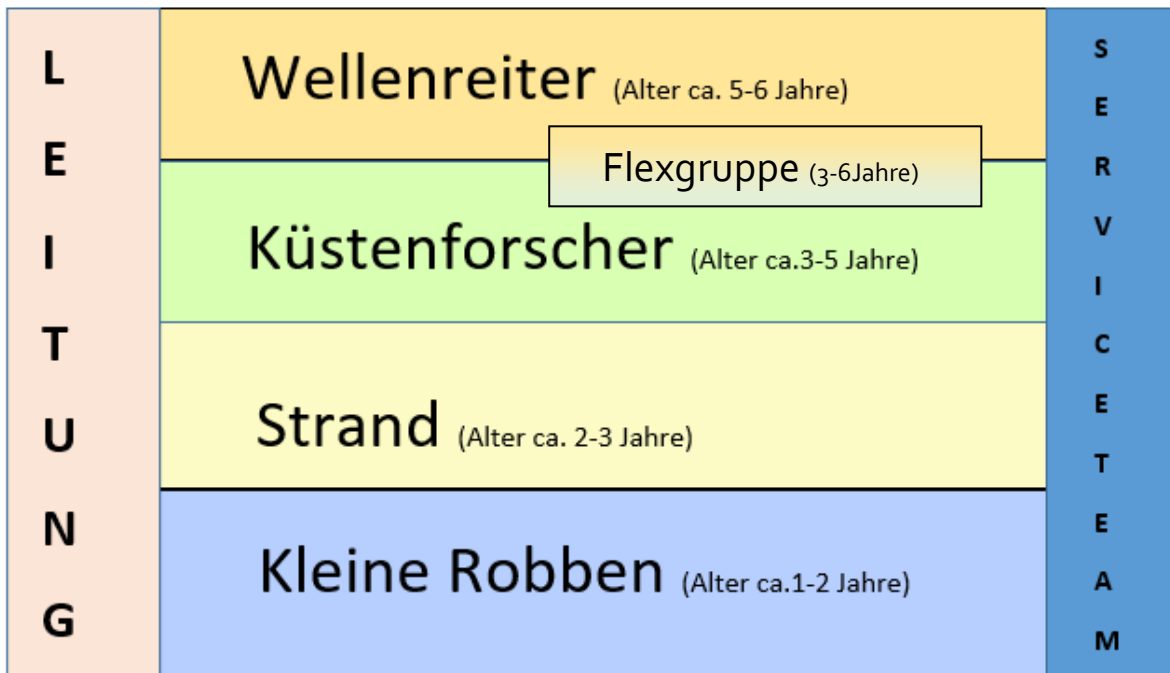 LEITUNG
Wellenreiter (Alter ca. 5-6 Jahre)
Flexgruppe (3-6Jahre)
Küstenforscher (Alter ca.3-5 Jahre)
Strand (Alter ca. 2-3 Jahre)
Kleine Robben (Alter ca.1-2 Jahre)
SERVICETEAM